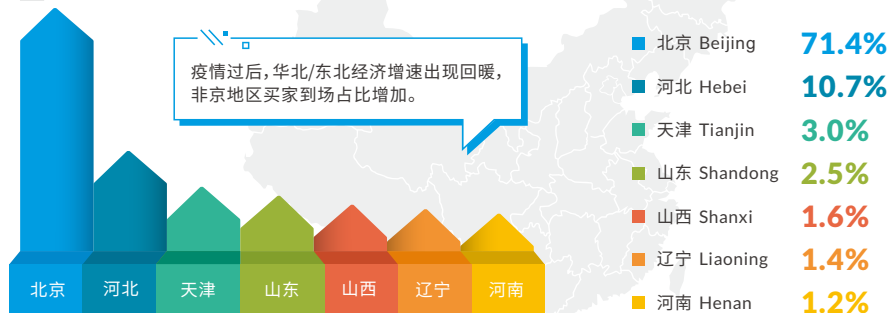 疫情过后，华北/东北经济增速出现回暖，
非京地区买家到场占比增加。
北京
河北
天津
山东
山西
辽宁
河南
北京 Beijing 71.4%
河北 Hebei 10.7%
天津 Tianjin 3.0%
山东 Shandong 2.5%
山西 Shanxi 1.6%
辽宁 Liaoning 1.4%
河南 Henan 1.2%